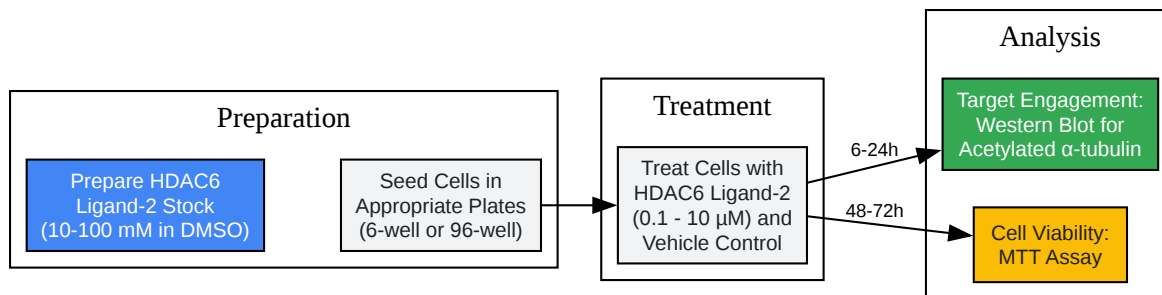 Preparation
Prepare HDAC6
Ligand-2 Stock
(10-100 mM in DMSO)
Seed Cells in
Appropriate Plates
(6-well or 96-well)
Treatment
Treat Cells with
HDAC6 Ligand-2
(0.1 - 10 µM) and
Vehicle Control
6-24h
48-72h
Analysis
Target Engagement:
Western Blot for
Acetylated α-tubulin
Cell Viability:
MTT Assay